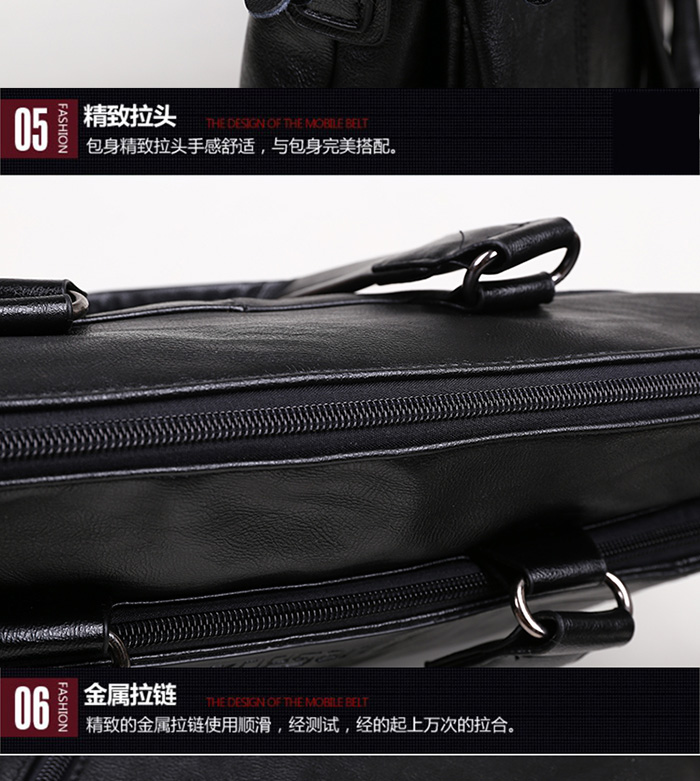 05
FASHION
精致拉头
THE DESIGN OF THE MOBILE BELT
包身精致拉头手感舒适，与包身完美搭配。
06
FASHION
金属拉链
THE DESIGN OF THE MOBILE BELT
精致的金属拉链使用顺滑，经测试，经的起上万次的拉合。